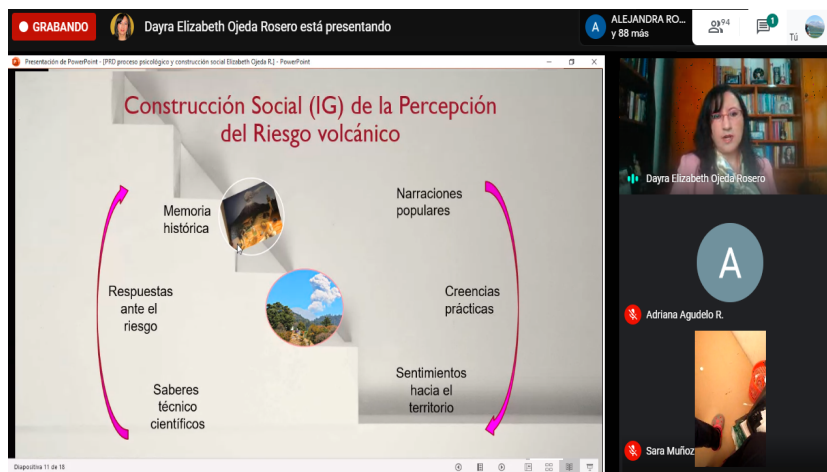 GRABANDO
Dayra Elizabeth Ojeda Rosero está presentando
A
ALEJANDRA RO...
y 88 más
94
1
Tú
Presentación de PowerPoint - [PRD proceso psicológico y construcción social Elizabeth Ojeda R.] - PowerPoint
Construcción Social (IG) de la Percepción
del Riesgo volcánico
Memoria
histórica
Respuestas
ante el
riesgo
Saberes
técnico
científicos
Narraciones
populares
Creencias
prácticas
Sentimientos
hacia el
territorio
Diapositiva 11 de 18
Dayra Elizabeth Ojeda Rosero
A
Adriana Agudelo R.
Sara Muñoz